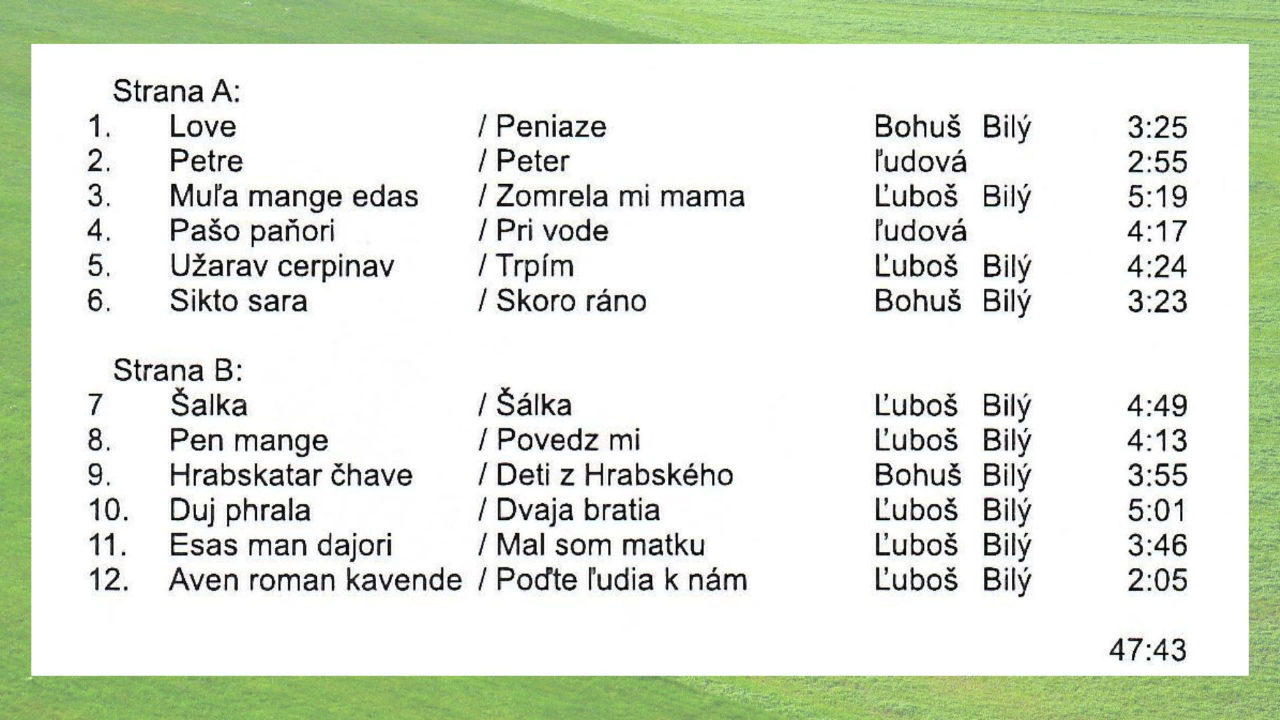 Strana A:
1. Love / Peniaze Bohuš Bilý 3:25
2. Petre / Peter ľudová 2:55
3. Muľa mange edas / Zomrela mi mama Ľuboš Bilý 5:19
4. Pašo paňori / Pri vode ľudová 4:17
5. Užarav cerpinav / Trpím Ľuboš Bilý 4:24
6. Sikto sara / Skoro ráno Bohuš Bilý 3:23
Strana B:
7 Šalka / Šálka Ľuboš Bilý 4:49
8. Pen mange / Povedz mi Ľuboš Bilý 4:13
9. Hrabskatar čhave / Deti z Hrabského Bohuš Bilý 3:55
10. Duj phrala / Dvaja bratia Ľuboš Bilý 5:01
11. Esas man dajori / Mal som matku Ľuboš Bilý 3:46
12. Aven roman kavende / Poďte ľudia k nám Ľuboš Bilý 2:05
47:43